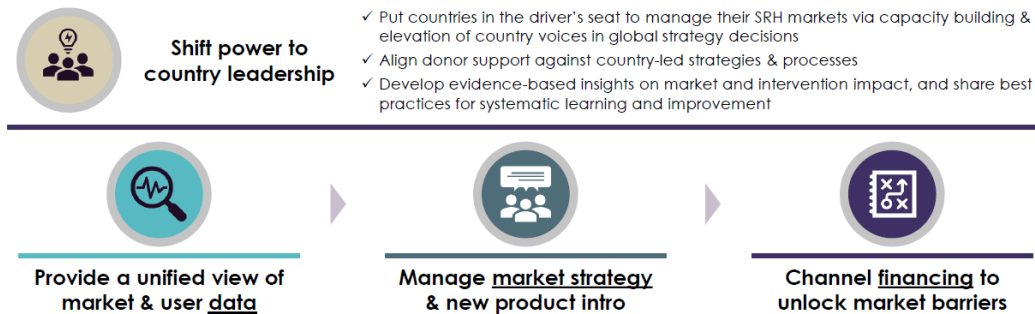 Shift power to
country leadership
✓ Put countries in the driver's seat to manage their SRH markets via capacity building &
elevation of country voices in global strategy decisions
✓ Align donor support against country-led strategies & processes
✓ Develop evidence-based insights on market and intervention impact, and share best
practices for systematic learning and improvement
Provide a unified view of
market & user data
Manage market strategy
& new product intro
Channel financing to
unlock market barriers